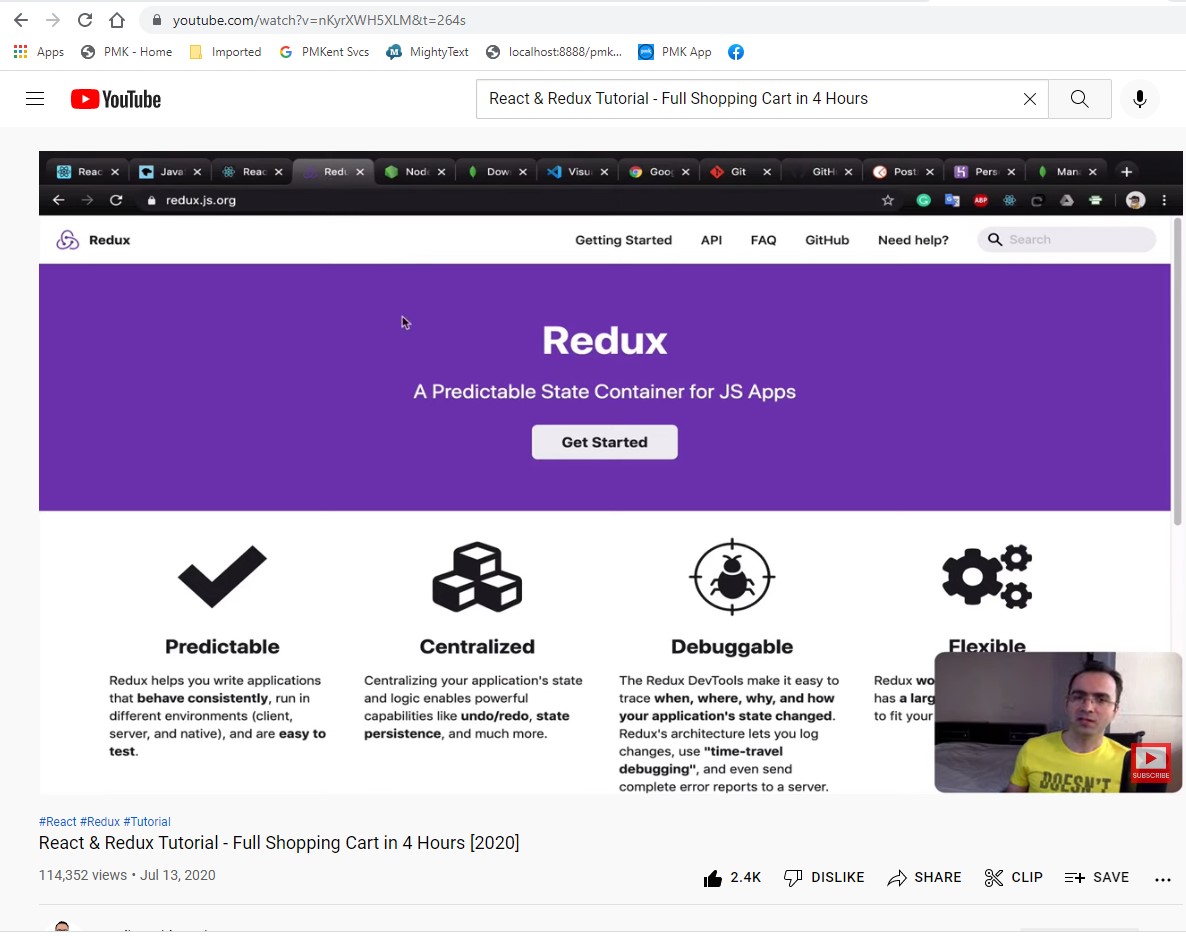 youtube.com/watch?v=nKyrXWH5XLM&t=264s
Apps PMK - Home Imported PMKent Svcs MightyText localhost:8888/pmk... PMK App
YouTube
React & Redux Tutorial - Full Shopping Cart in 4 Hours
Reac Java Reac Redu Node Dow Visu Goog Git GitH Post Pers Man
redux.js.org
Redux Getting Started API FAQ GitHub Need help? Search
Redux
A Predictable State Container for JS Apps
Get Started
Predictable
Redux helps you write applications
that behave consistently, run in
different environments (client,
server, and native), and are easy to
test.
Centralized
Centralizing your application's state
and logic enables powerful
capabilities like undo/redo, state
persistence, and much more.
Debuggable
The Redux DevTools make it easy to
trace when, where, why, and how
your application's state changed.
Redux's architecture lets you log
changes, use "time-travel
debugging", and even send
complete error reports to a server.
Flexible
Redux wo
has a larg
to fit your
DOESN'T
SUBSCRIBE
#React #Redux #Tutorial
React & Redux Tutorial - Full Shopping Cart in 4 Hours [2020]
114,352 views • Jul 13, 2020
2.4K DISLIKE SHARE CLIP SAVE ...